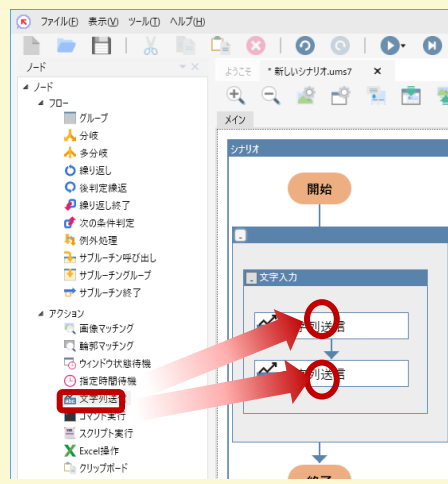 ファイル(F) 表示(V) ツール(T) ヘルプ(H)
ノード
ようこそ * 新しいシナリオ.ums7
メイン
ノード
フロー
グループ
分岐
多分岐
繰り返し
後判定繰返
繰り返し終了
次の条件判定
例外処理
サブルーチン呼び出し
サブルーチングループ
サブルーチン終了
アクション
画像マッチング
輪郭マッチング
ウィンドウ状態待機
指定時間待機
文字列送
コマンド実行
スクリプト実行
Excel操作
クリップボード
シナリオ
開始
文字入力
列送信
列送信